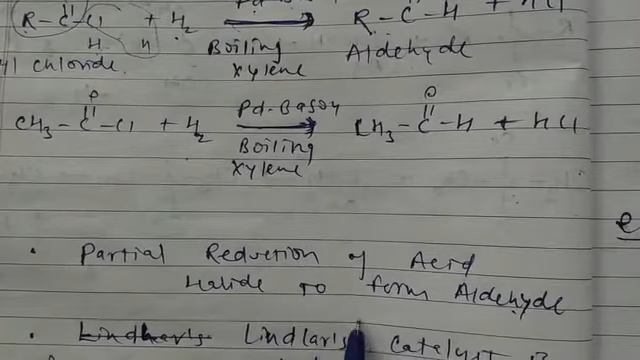 O
R-C-Cl + H2 R-C-H + HCl
H H Boiling Aldehyde
yl chloride. Xylene
O O
CH3-C-Cl + H2 Pd-BaSO4 CH3-C-H + HCl
Boiling
Xylene
e
• Partial Reduction of Acid
Halide to form Aldehyde
• Lindlar's catalyst